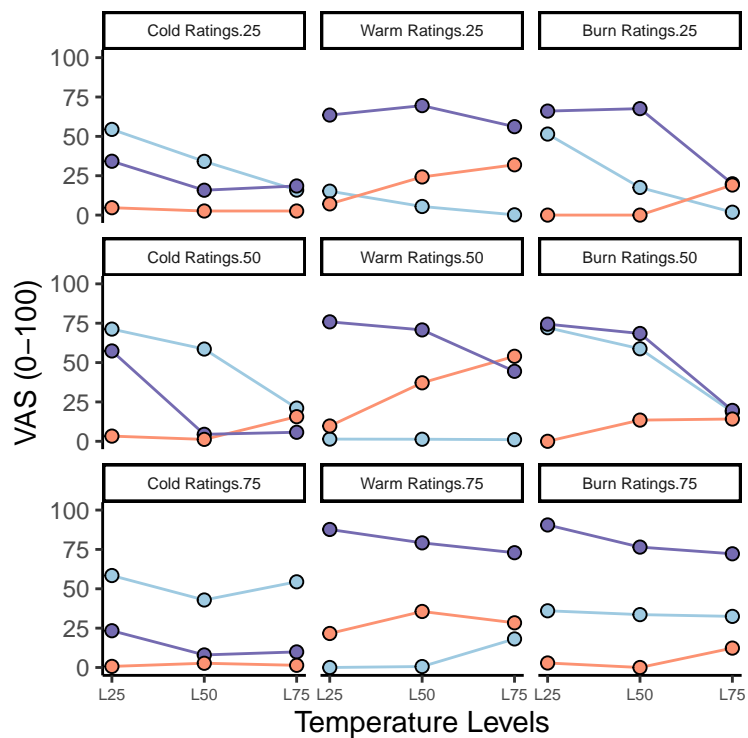 Cold Ratings.25 Warm Ratings.25 Burn Ratings.25
100
75
50
25
0
Cold Ratings.50 Warm Ratings.50 Burn Ratings.50
100
75
50
25
0
VAS (0−100)
Cold Ratings.75 Warm Ratings.75 Burn Ratings.75
100
75
50
25
0
L25 L50 L75 L25 L50 L75 L25 L50 L75
Temperature Levels